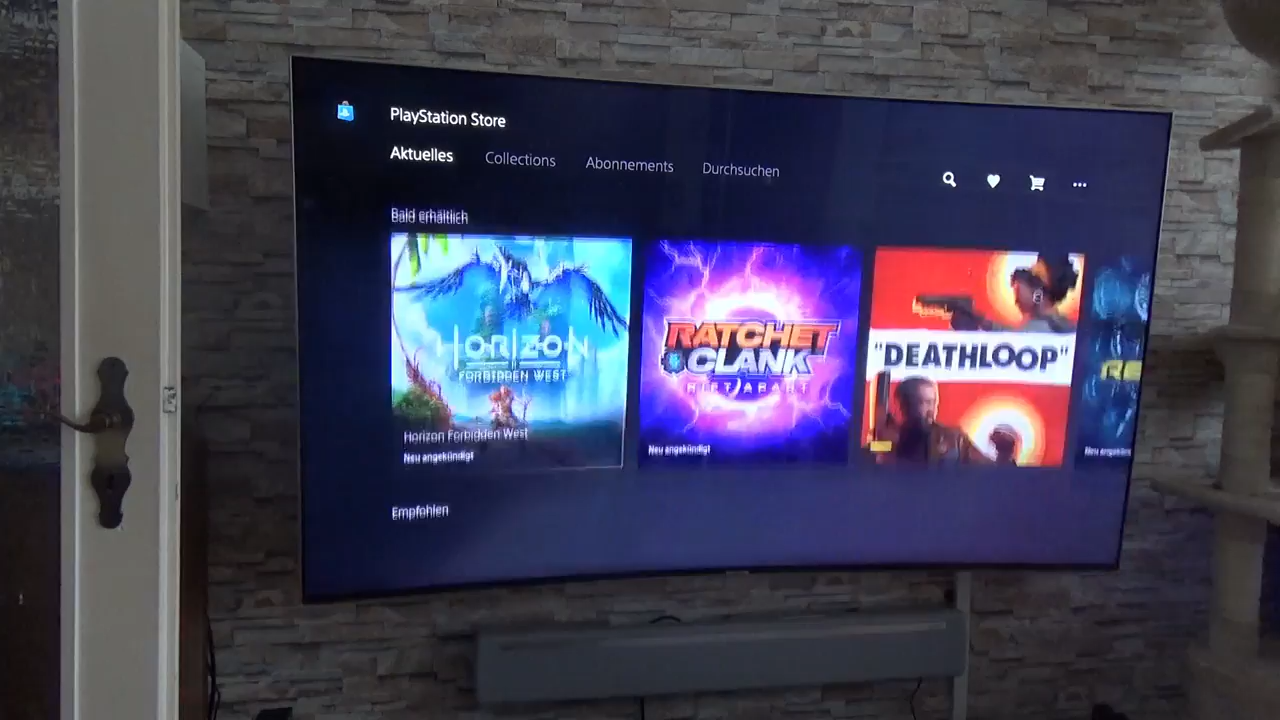 PlayStation Store
Aktuelles
Collections
Abonnements
Durchsuchen
Bald erhältlich
HORIZON
FORBIDDEN WEST
Horizon Forbidden West
Neu angekündigt
RATCHET
CLANK
RIFT APART
Neu angekündigt
"DEATHLOOP"
Neu
Empfohlen